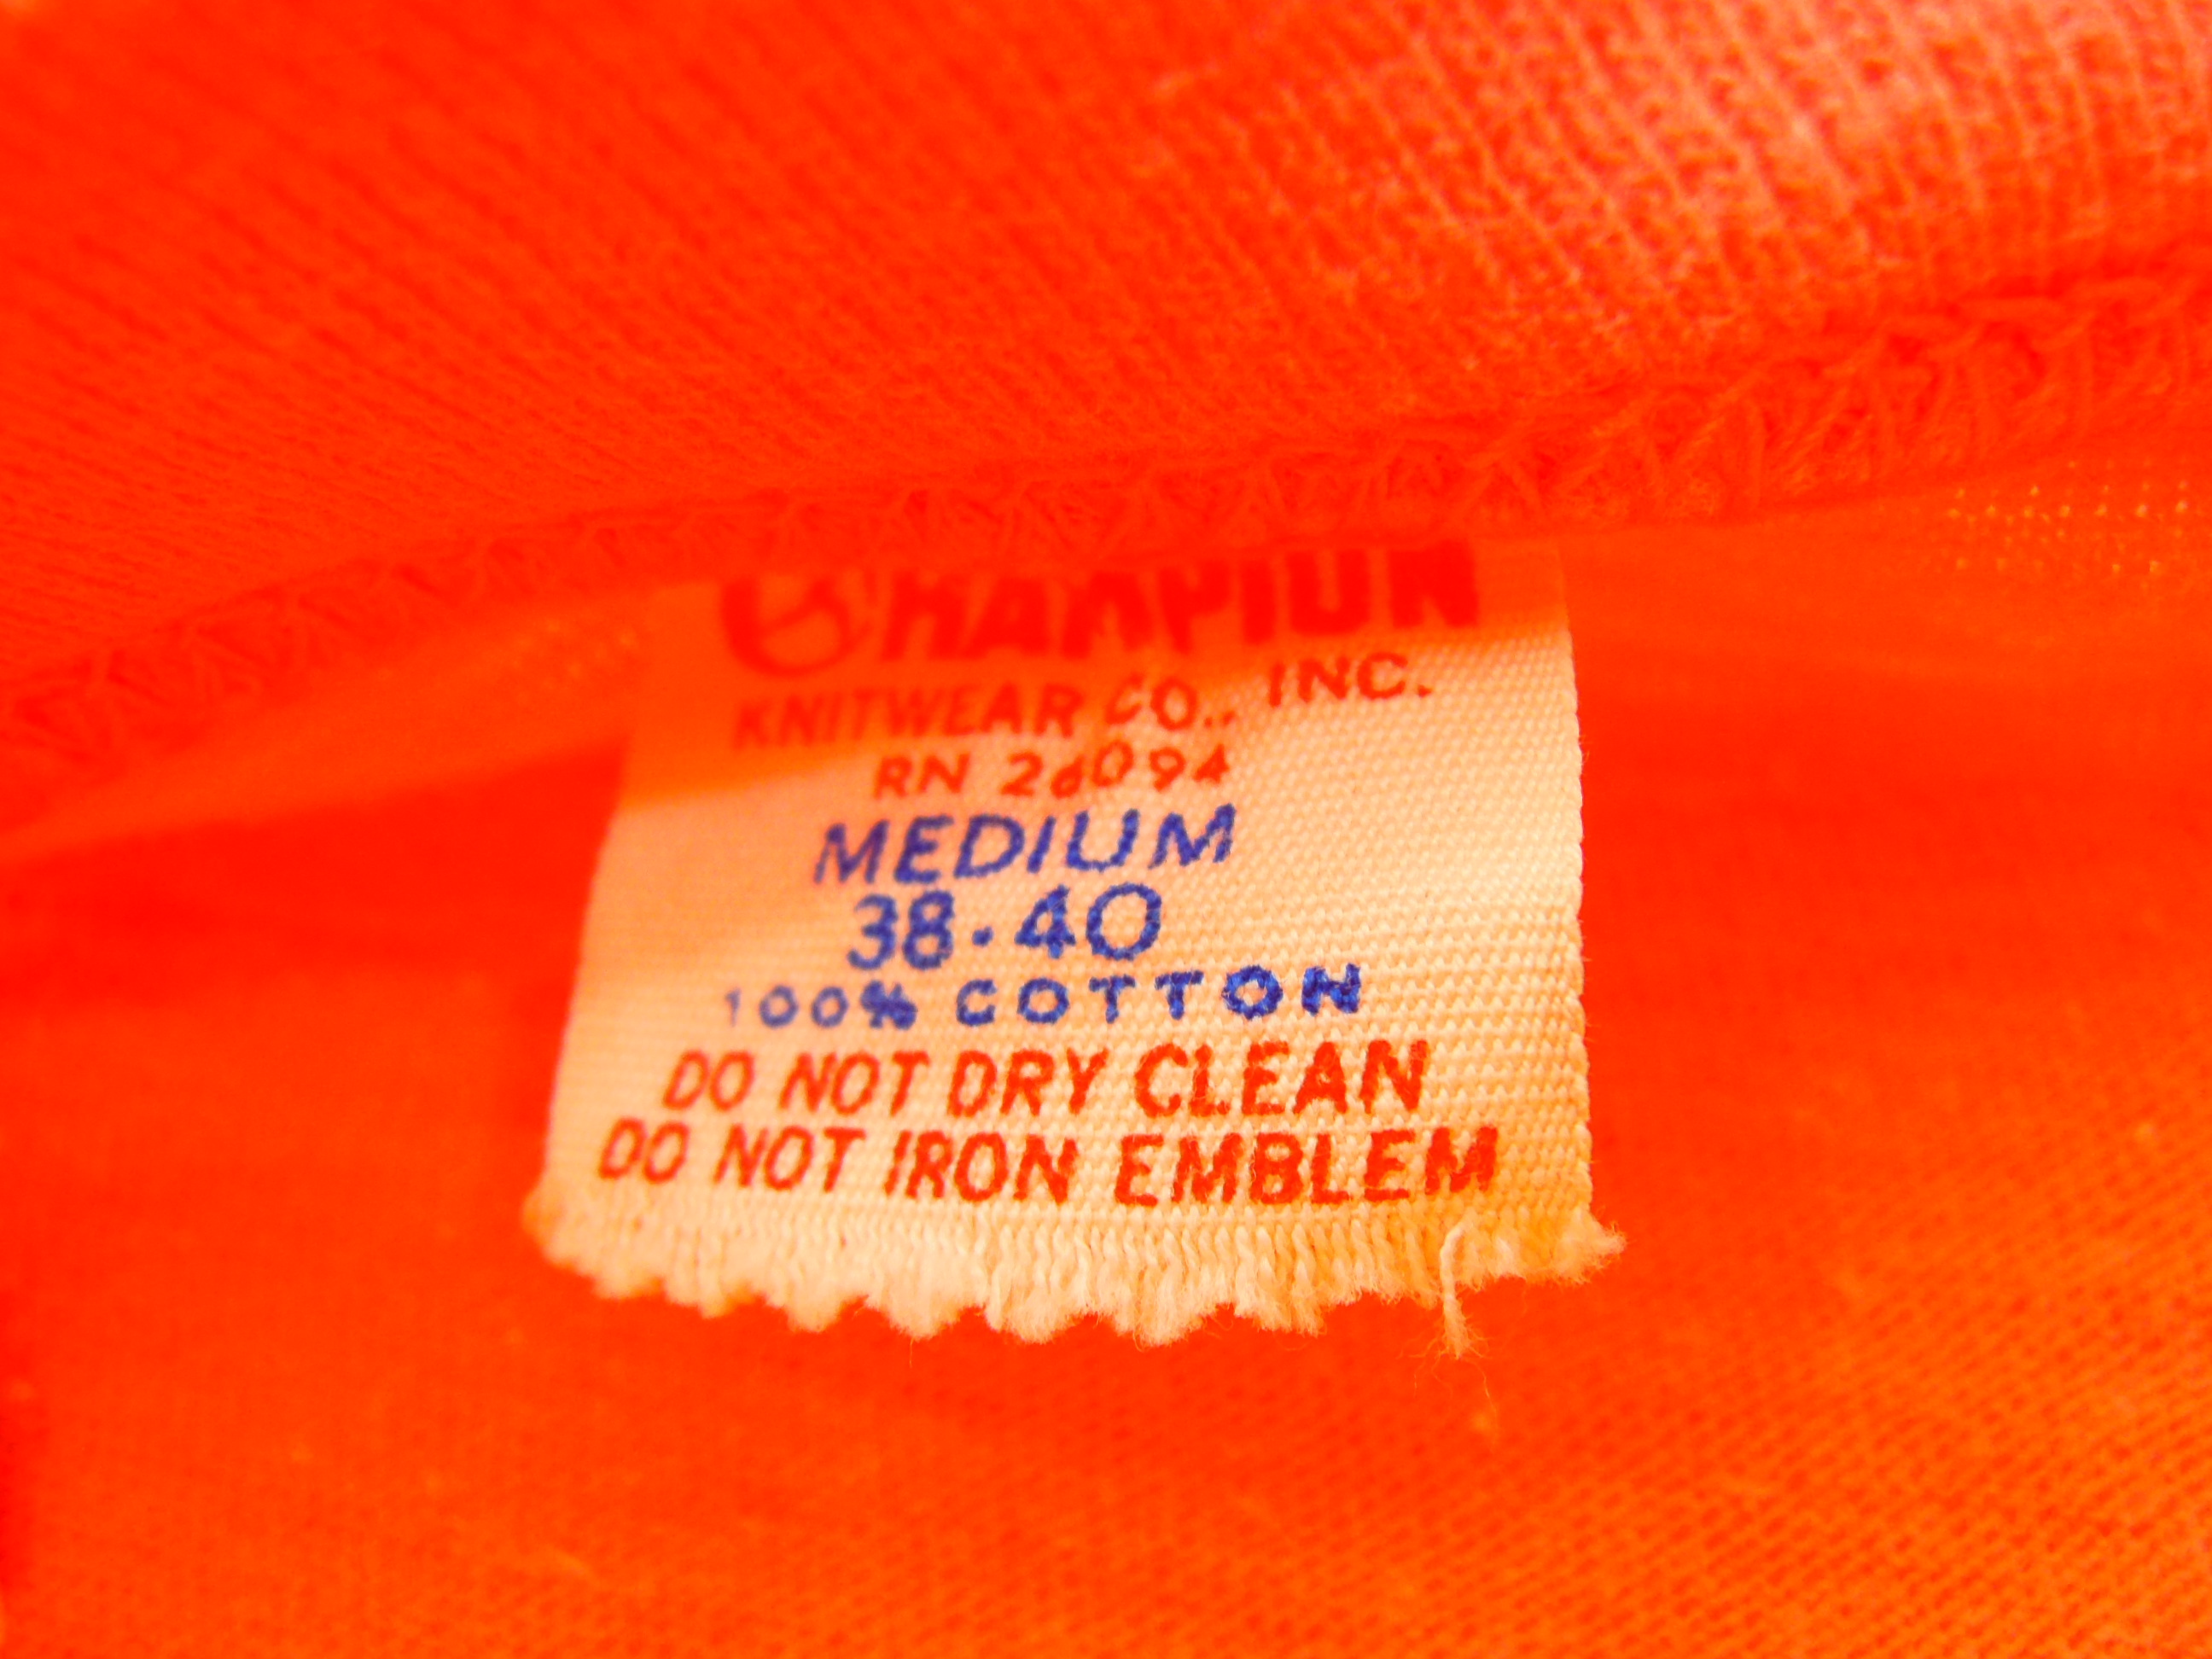 CHAMPION
KNITWEAR CO., INC.
RN 26094
MEDIUM
38-40
100% COTTON
DO NOT DRY CLEAN
DO NOT IRON EMBLEM